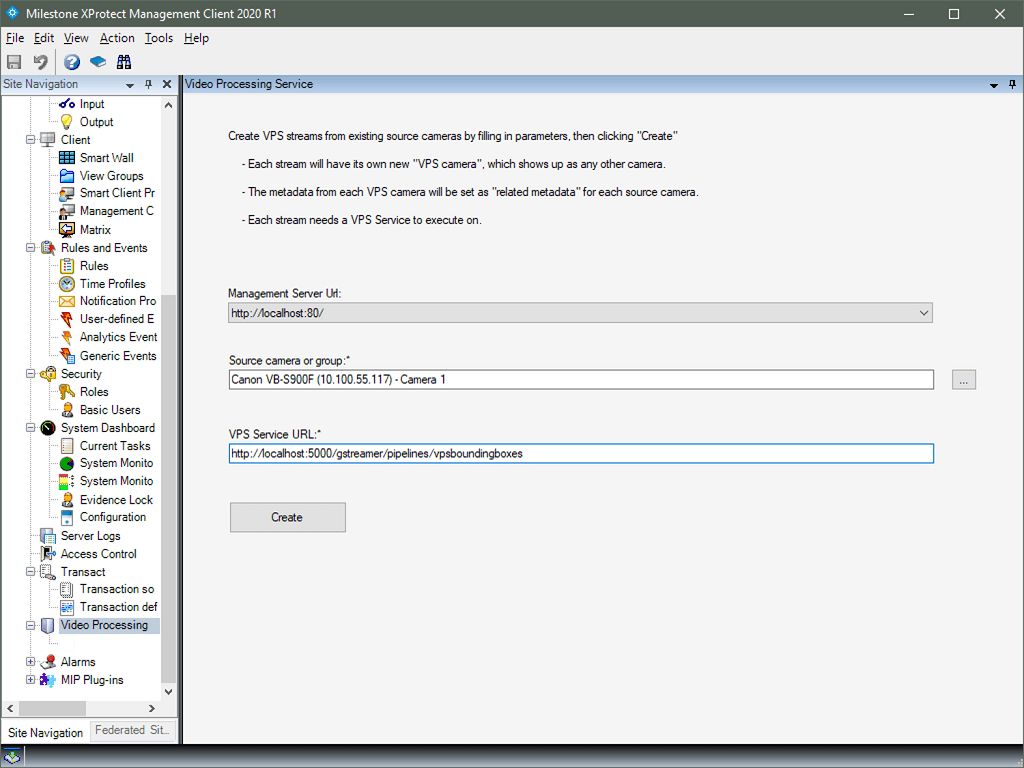 Milestone XProtect Management Client 2020 R1
File Edit View Action Tools Help
Site Navigation
Video Processing Service
Input
Output
Client
Smart Wall
View Groups
Smart Client Pr
Management C
Matrix
Rules and Events
Rules
Time Profiles
Notification Pro
User-defined E
Analytics Event
Generic Events
Security
Roles
Basic Users
System Dashboard
Current Tasks
System Monito
System Monito
Evidence Lock
Configuration
Server Logs
Access Control
Transact
Transaction so
Transaction def
Video Processing
Alarms
MIP Plug-ins
Site Navigation
Federated Sit...
Create VPS streams from existing source cameras by filling in parameters, then clicking "Create"
- Each stream will have its own new "VPS camera", which shows up as any other camera.
- The metadata from each VPS camera will be set as "related metadata" for each source camera.
- Each stream needs a VPS Service to execute on.
Management Server Url:
http://localhost:80/
Source camera or group:*
Canon VB-S900F (10.100.55.117) - Camera 1
...
VPS Service URL:*
http://localhost:5000/gstreamer/pipelines/vpsboundingboxes
Create